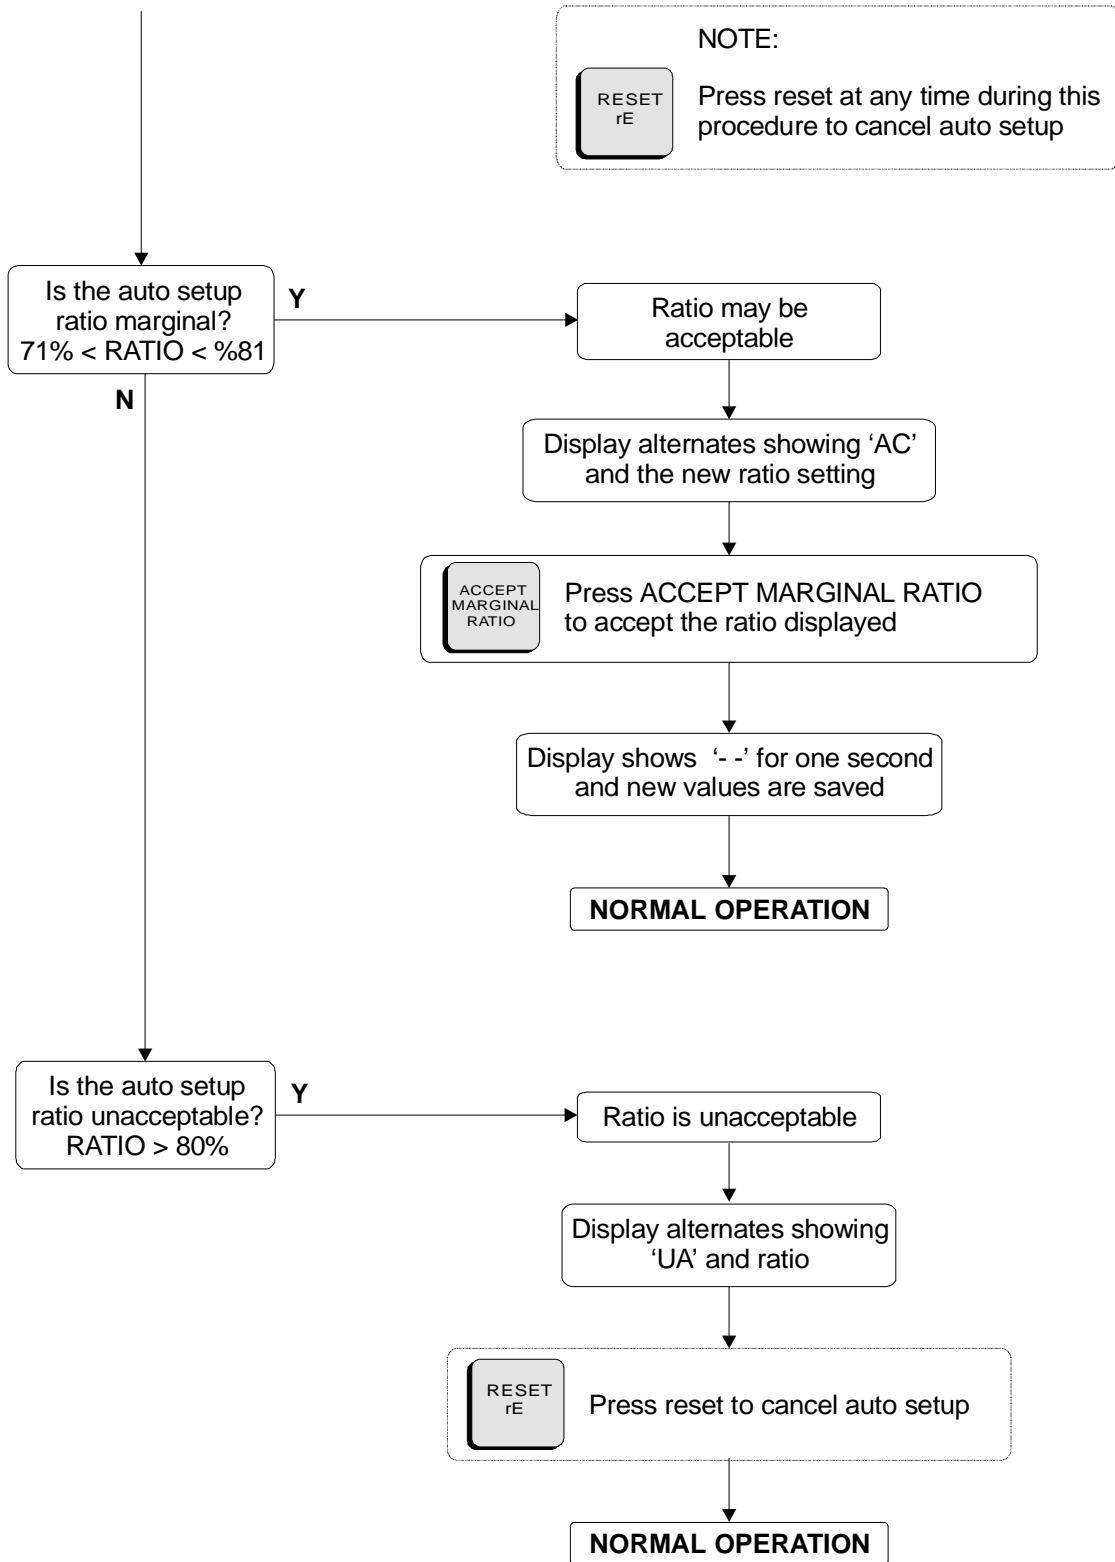 NOTE:
RESET
rE
Press reset at any time during this
procedure to cancel auto setup
Is the auto setup
ratio marginal?
71% < RATIO < %81
Y
N
Ratio may be
acceptable
Display alternates showing ‘AC’
and the new ratio setting
ACCEPT
MARGINAL
RATIO
Press ACCEPT MARGINAL RATIO
to accept the ratio displayed
Display shows ‘- -’ for one second
and new values are saved
NORMAL OPERATION
Is the auto setup
ratio unacceptable?
RATIO > 80%
Y
Ratio is unacceptable
Display alternates showing
‘UA’ and ratio
RESET
rE
Press reset to cancel auto setup
NORMAL OPERATION